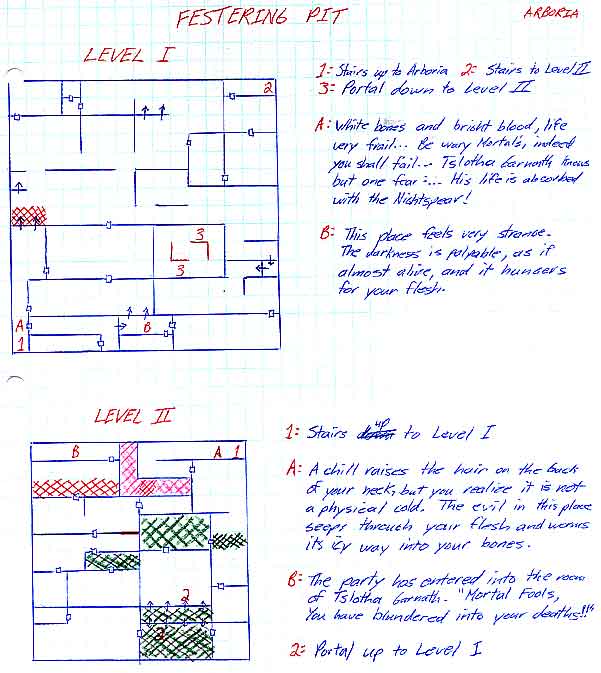 FESTERING PIT
ARBORIA
LEVEL I
1= Stairs up to Arboria 2= Stairs to Level II
3= Portal down to Level II
A= White bones and bright blood, life
very frail... Be wary Mortal's, indeed
you shall fail... Tslotha Garnath knows
but one fear=... His life is absorbed
with the Nightspear!
B= This place feels very strange.
The darkness is palpable, as if
almost alive, and it hungers
for your flesh.
2
3
3
A
B
1
LEVEL II
1= Stairs up to Level I
A= A chill raises the hair on the back
of your neck, but you realize it is not
a physical cold. The evil in this place
seeps through your flesh and worms
its icy way into your bones.
B= The party has entered into the room
of Tslotha Garnath. "Mortal Fools,
You have blundered into your deaths!!"
2= Portal up to Level I
B
A 1
2
2